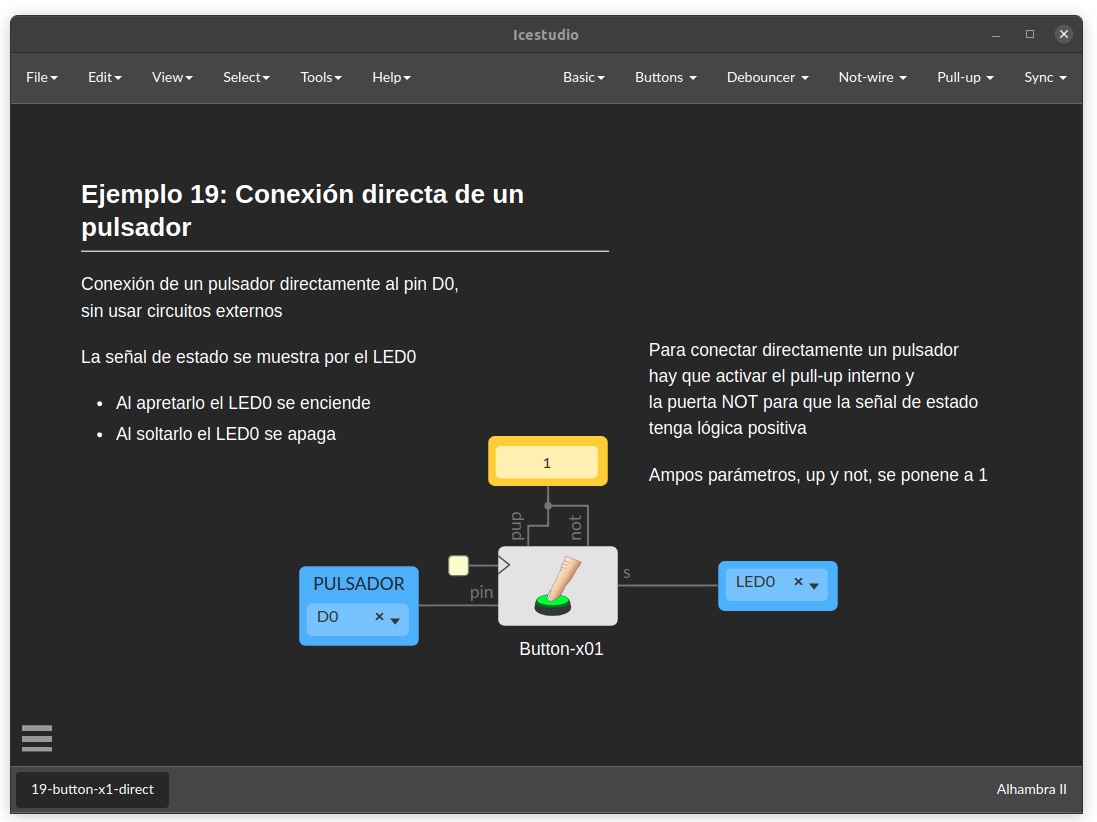 Icestudio
File Edit View Select Tools Help Basic Buttons Debouncer Not-wire Pull-up Sync
Ejemplo 19: Conexión directa de un
pulsador
Conexión de un pulsador directamente al pin D0,
sin usar circuitos externos
La señal de estado se muestra por el LED0
• Al apretarlo el LED0 se enciende
• Al soltarlo el LED0 se apaga
Para conectar directamente un pulsador
hay que activar el pull-up interno y
la puerta NOT para que la señal de estado
tenga lógica positiva
Ampos parámetros, up y not, se ponene a 1
1
pup
not
PULSADOR
D0
pin
s
LED0
Button-x01
19-button-x1-direct
Alhambra II